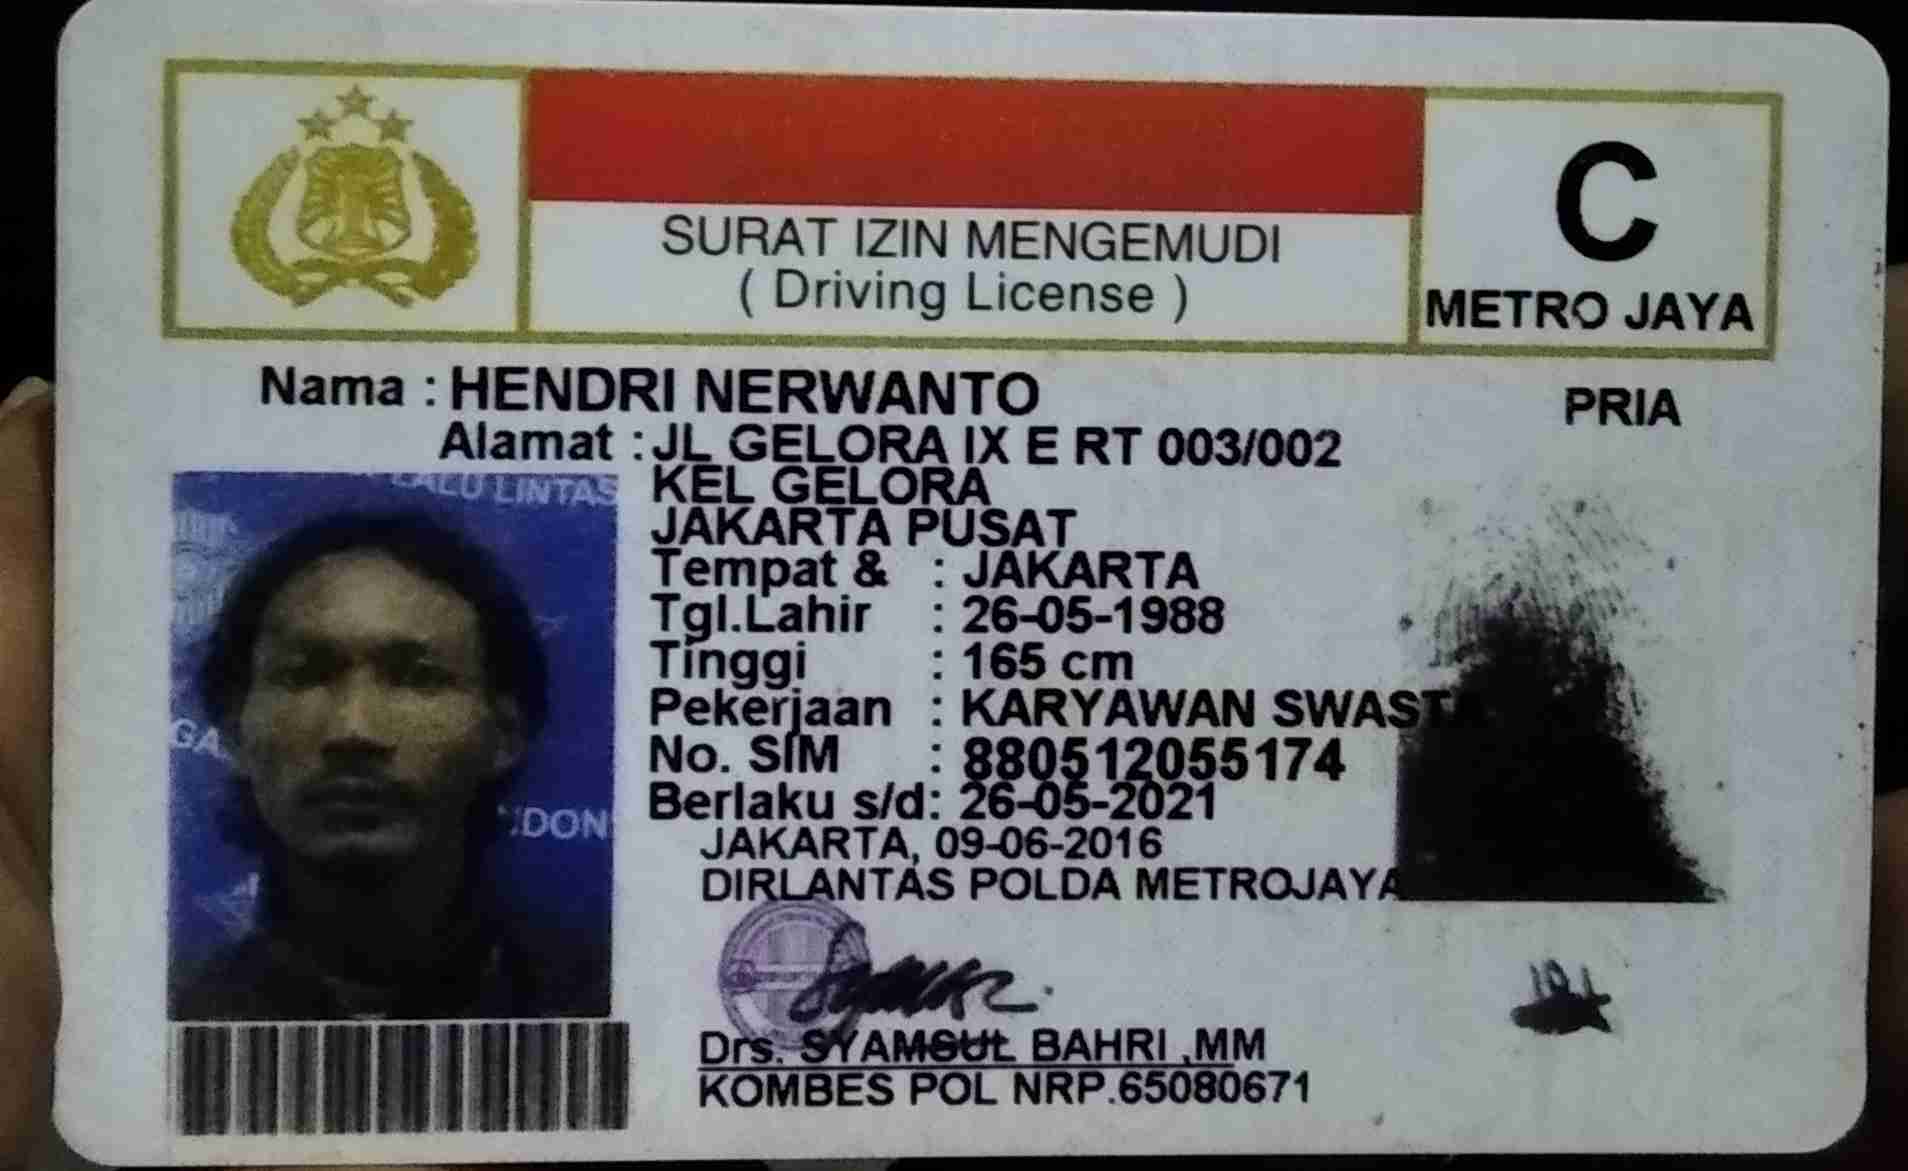 SURAT IZIN MENGEMUDI
( Driving License )
C
METRO JAYA
Nama : HENDRI NERWANTO
PRIA
Alamat : JL GELORA IX E RT 003/002
KEL GELORA
JAKARTA PUSAT
Tempat & : JAKARTA
Tgl.Lahir : 26-05-1988
Tinggi : 165 cm
Pekerjaan : KARYAWAN SWASTA
No. SIM : 880512055174
Berlaku s/d: 26-05-2021
JAKARTA, 09-06-2016
DIRLANTAS POLDA METROJAYA
Drs. SYAMSUL BAHRI ,MM
KOMBES POL NRP.65080671
LALU LINTAS